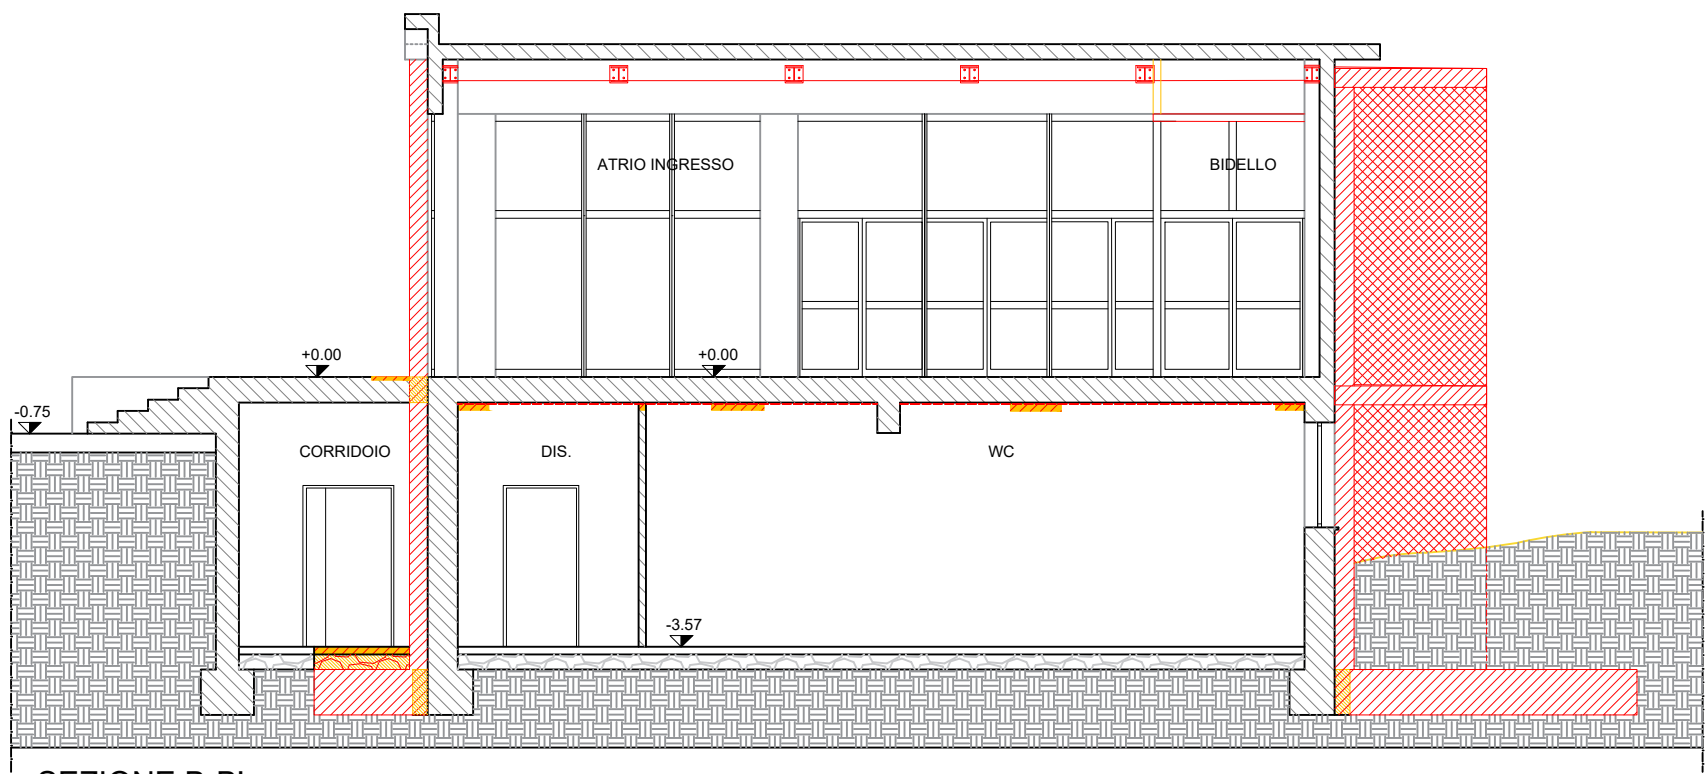 ATRIO INGRESSO
BIDELLO
+0.00
+0.00
-0.75
CORRIDOIO
DIS.
WC
-3.57